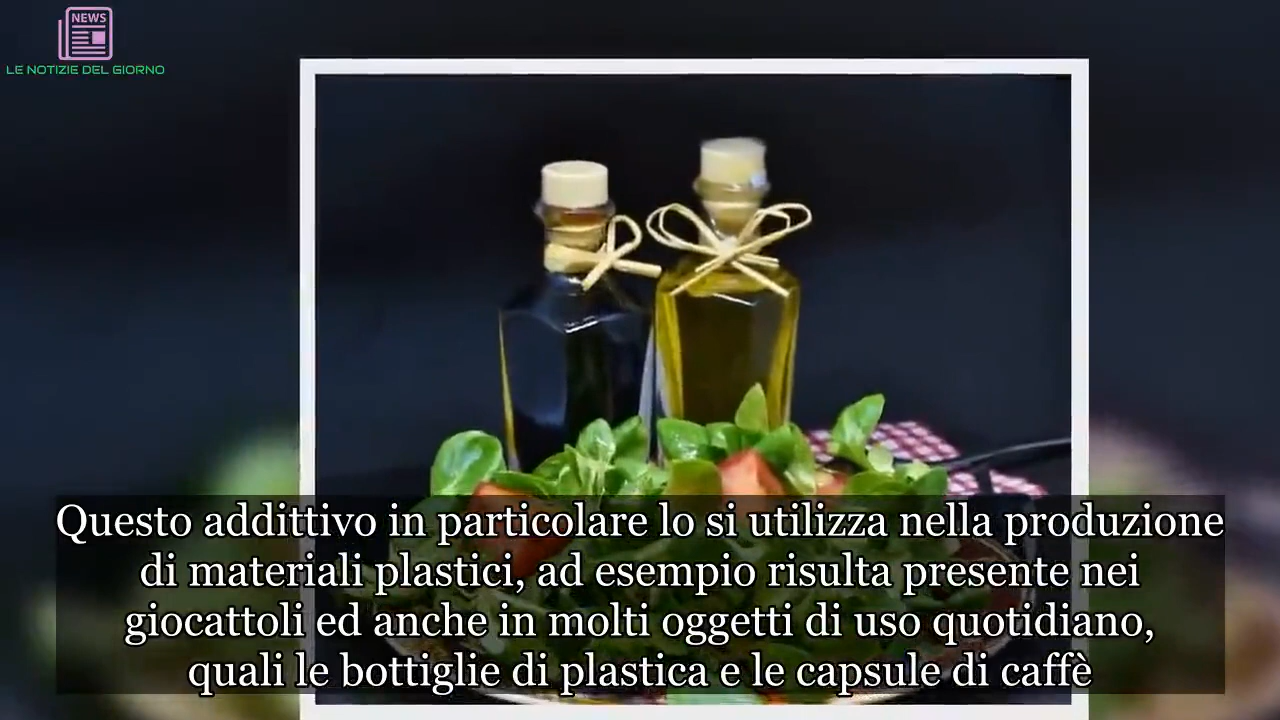 NEWS
LE NOTIZIE DEL GIORNO
Questo addittivo in particolare lo si utilizza nella produzione
di materiali plastici, ad esempio risulta presente nei
giocattoli ed anche in molti oggetti di uso quotidiano,
quali le bottiglie di plastica e le capsule di caffè